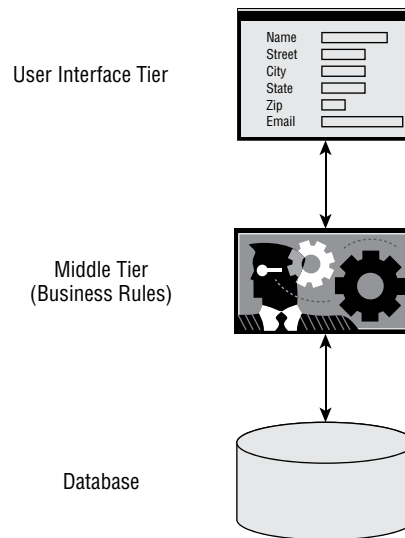 User Interface Tier
Name
Street
City
State
Zip
Email
Middle Tier
(Business Rules)
Database